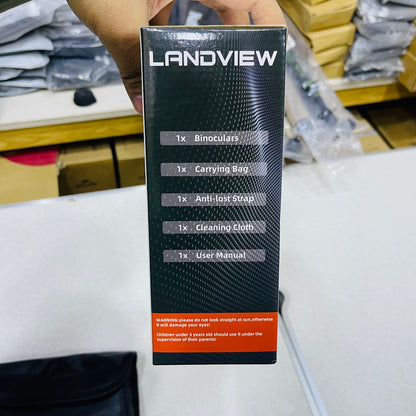 LANDVIEW
1x Binoculars
1x Carrying Bag
1x Anti-lost Strap
1x Cleaning Cloth
1x User Manual
WARNING:please do not look straight at sun,otherwise
it will damage your eyes!
Children under 3 years old should use it under the
supervision of their parents!